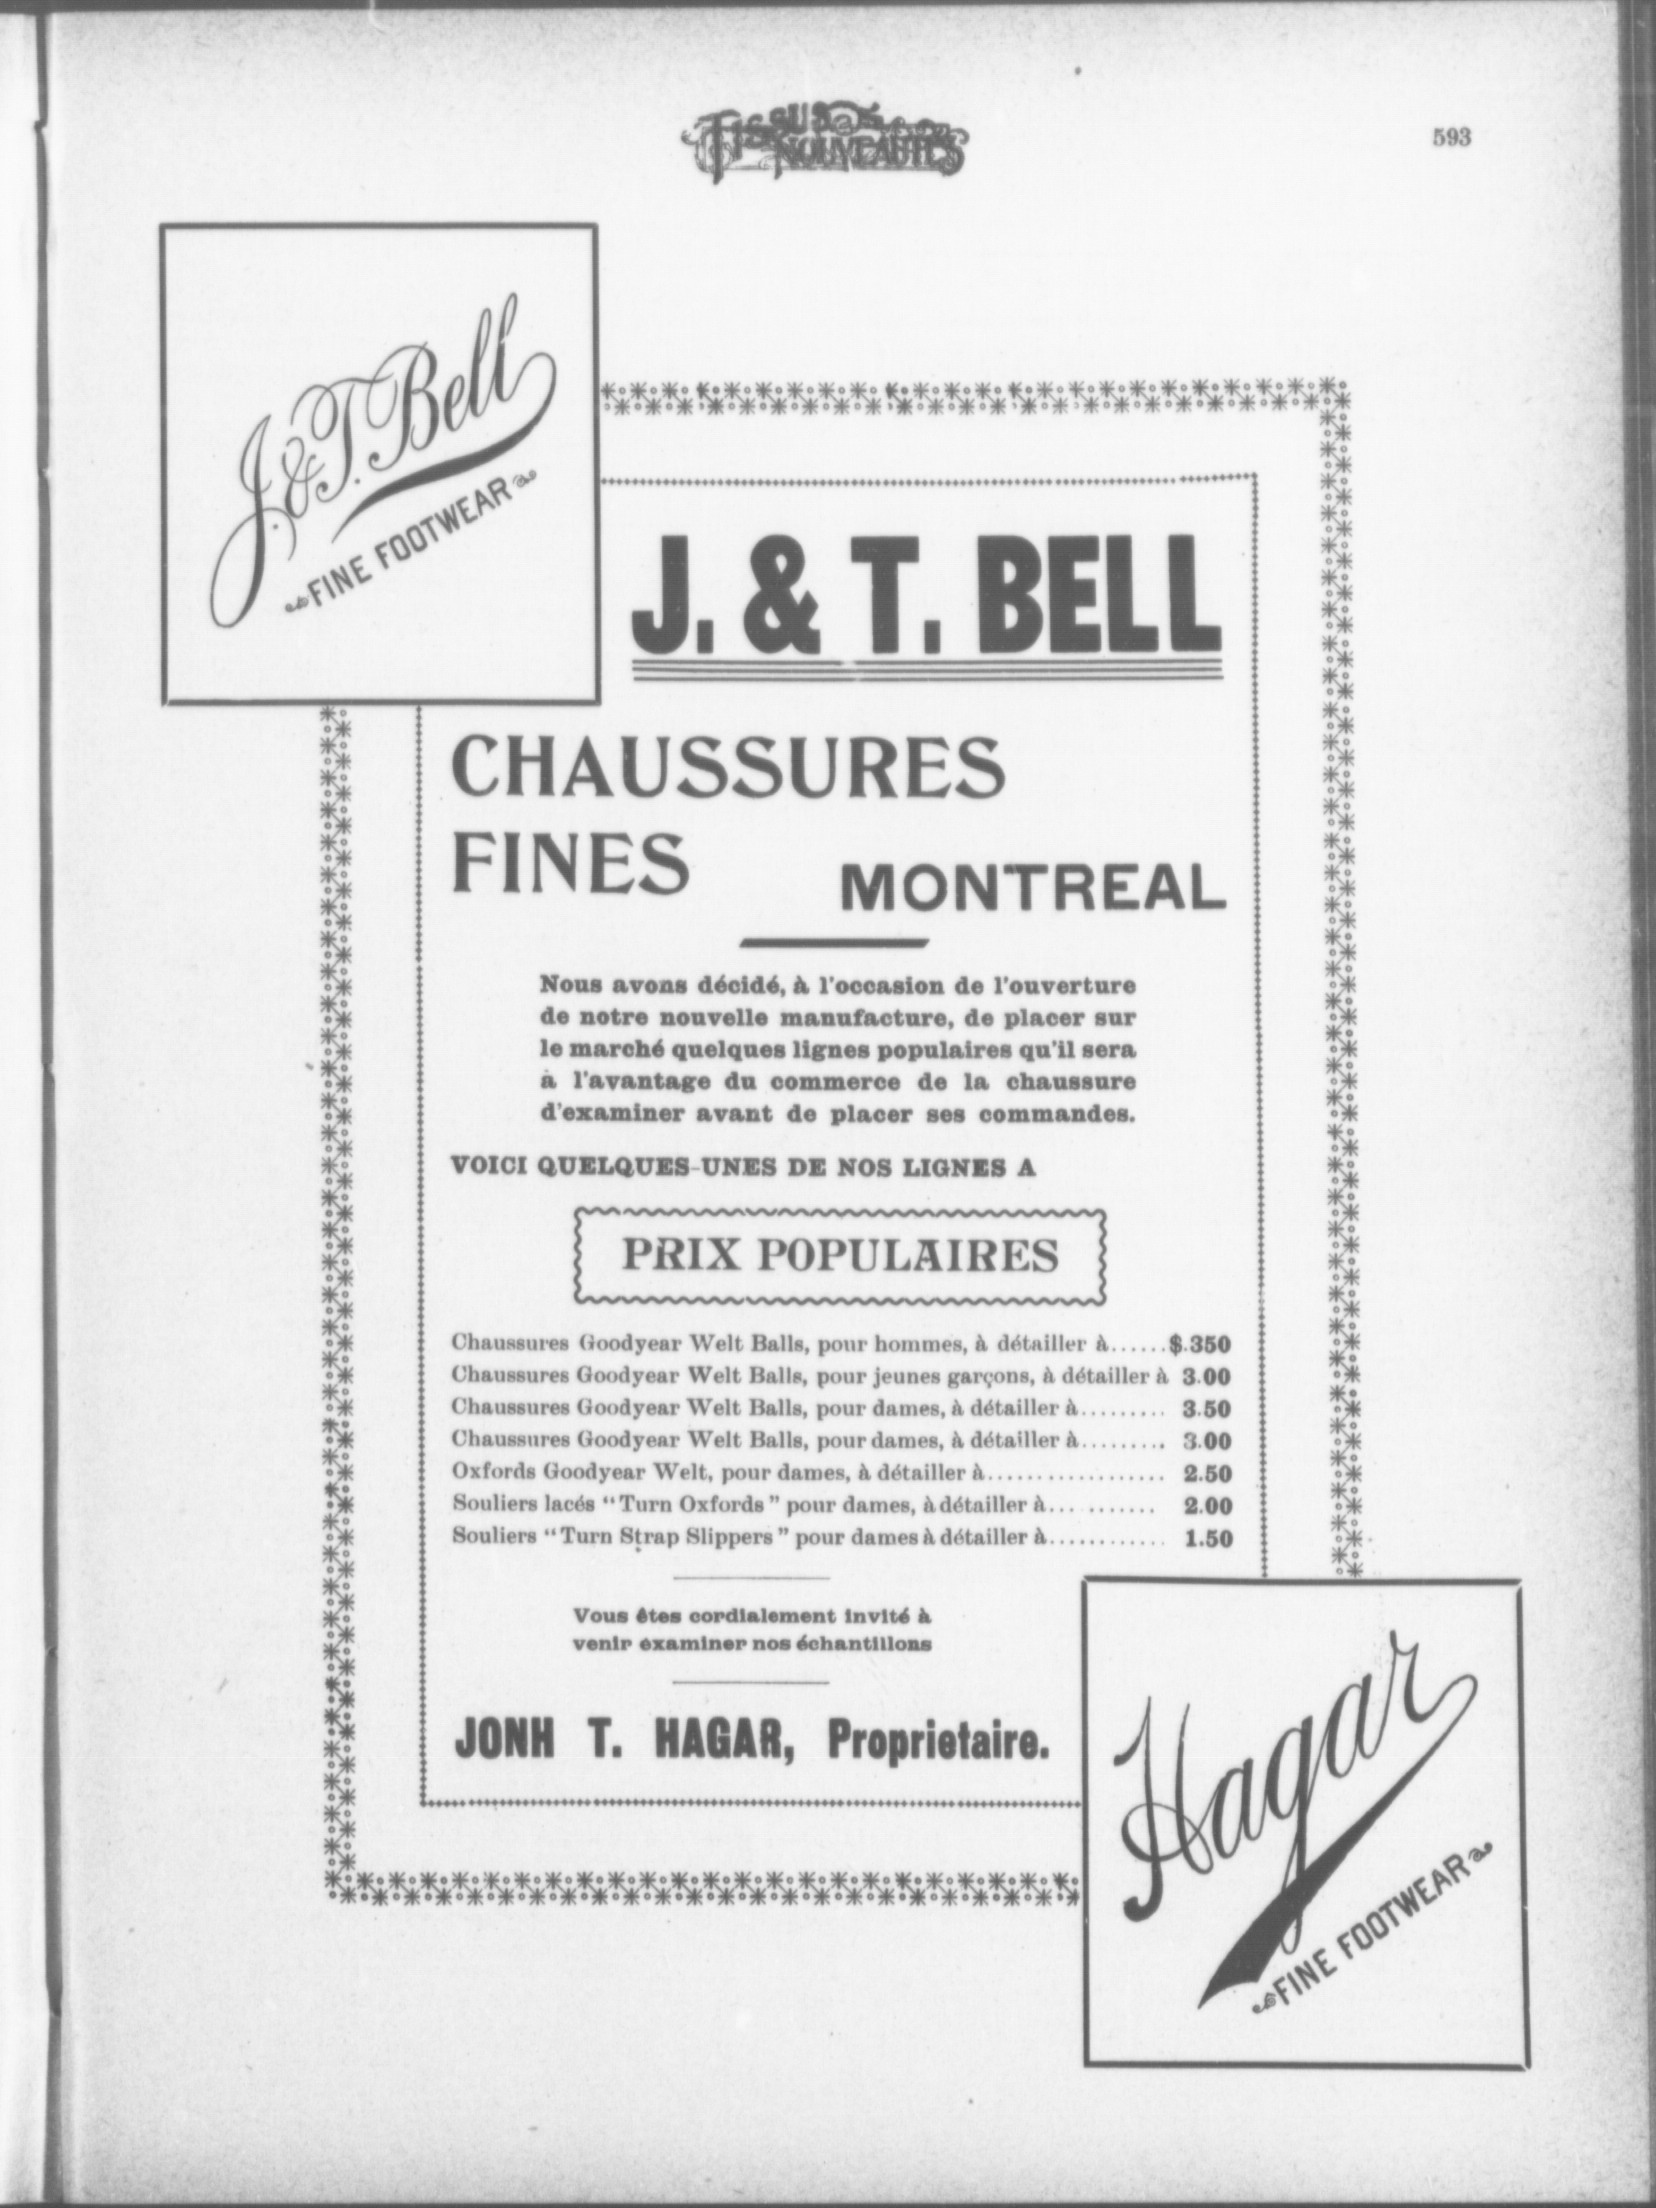 TISSUS & NOUVEAUTÉS
593
J. & T. Bell
FINE FOOTWEAR
J. & T. BELL
CHAUSSURES
FINES
MONTREAL
Nous avons décidé, à l'occasion de l'ouverture
de notre nouvelle manufacture, de placer sur
le marché quelques lignes populaires qu'il sera
à l'avantage du commerce de la chaussure
d'examiner avant de placer ses commandes.
VOICI QUELQUES-UNES DE NOS LIGNES A
PRIX POPULAIRES
Chaussures Goodyear Welt Balls, pour hommes, à détailler à......$.350
Chaussures Goodyear Welt Balls, pour jeunes garçons, à détailler à 3.00
Chaussures Goodyear Welt Balls, pour dames, à détailler à......... 3.50
Chaussures Goodyear Welt Balls, pour dames, à détailler à......... 3.00
Oxfords Goodyear Welt, pour dames, à détailler à.................. 2.50
Souliers lacés "Turn Oxfords" pour dames, à détailler à........... 2.00
Souliers "Turn Strap Slippers" pour dames à détailler à............ 1.50
Vous êtes cordialement invité à
venir examiner nos échantillons
JONH T. HAGAR, Proprietaire.
Hagar
FINE FOOTWEAR